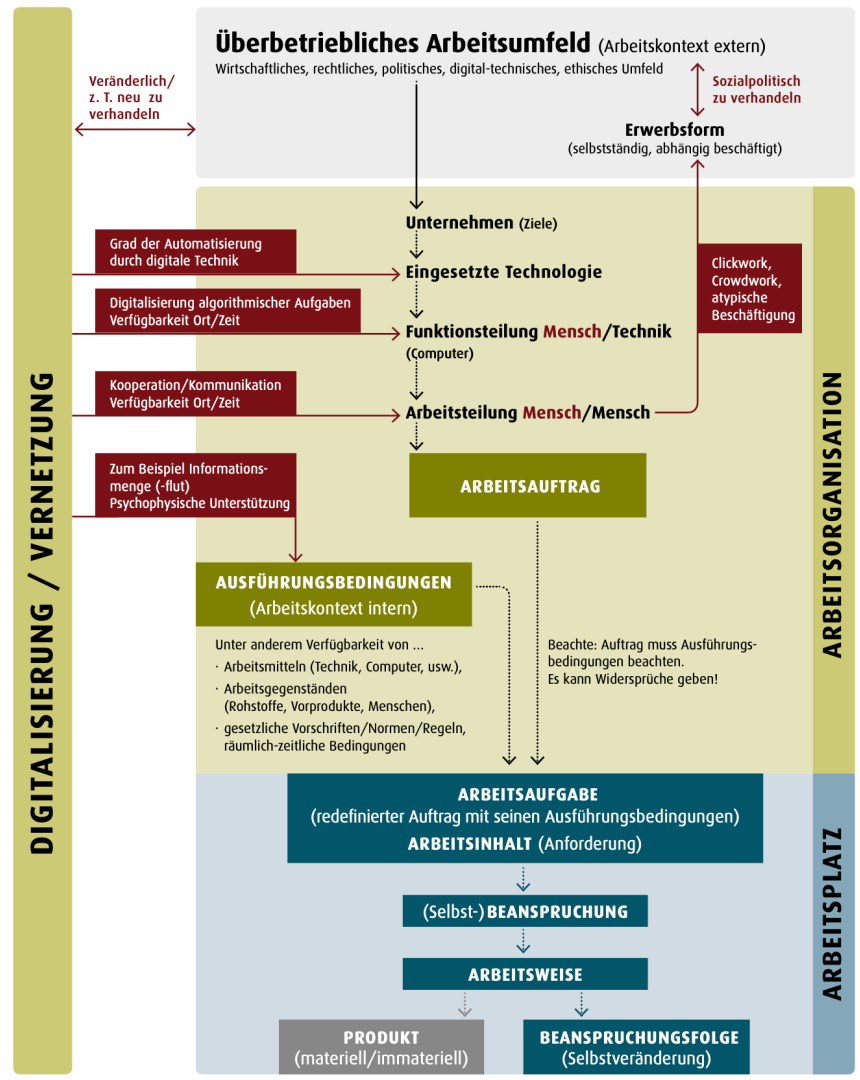 Überbetriebliches Arbeitsumfeld (Arbeitskontext extern)
Wirtschaftliches, rechtliches, politisches, digital-technisches, ethisches Umfeld
Veränderlich/
z. T. neu zu
verhandeln
Sozialpolitisch
zu verhandeln
Erwerbsform
(selbstständig, abhängig beschäftigt)
Unternehmen (Ziele)
Grad der Automatisierung
durch digitale Technik
Eingesetzte Technologie
Clickwork,
Crowdwork,
atypische
Beschäftigung
Digitalisierung algorithmischer Aufgaben
Verfügbarkeit Ort/Zeit
Funktionsteilung Mensch/Technik
(Computer)
Kooperation/Kommunikation
Verfügbarkeit Ort/Zeit
Arbeitsteilung Mensch/Mensch
Zum Beispiel Informations-
menge (-flut)
Psychophysische Unterstützung
ARBEITSAUFTRAG
AUSFÜHRUNGSBEDINGUNGEN
(Arbeitskontext intern)
Unter anderem Verfügbarkeit von ...
· Arbeitsmitteln (Technik, Computer, usw.),
· Arbeitsgegenständen
(Rohstoffe, Vorprodukte, Menschen),
· gesetzliche Vorschriften/Normen/Regeln,
räumlich-zeitliche Bedingungen
Beachte: Auftrag muss Ausführungs-
bedingungen beachten.
Es kann Widersprüche geben!
ARBEITSAUFGABE
(redefinierter Auftrag mit seinen Ausführungsbedingungen)
ARBEITSINHALT (Anforderung)
(Selbst-) BEANSPRUCHUNG
ARBEITSWEISE
PRODUKT
(materiell/immateriell)
BEANSPRUCHUNGSFOLGE
(Selbstveränderung)
DIGITALISIERUNG / VERNETZUNG
ARBEITSORGANISATION
ARBEITSPLATZ